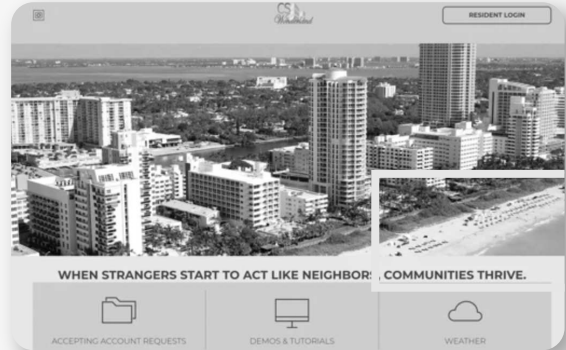 RESIDENT LOGIN
WHEN STRANGERS START TO ACT LIKE NEIGHBORS, COMMUNITIES THRIVE.
ACCEPTING ACCOUNT REQUESTS
DEMOS & TUTORIALS
WEATHER